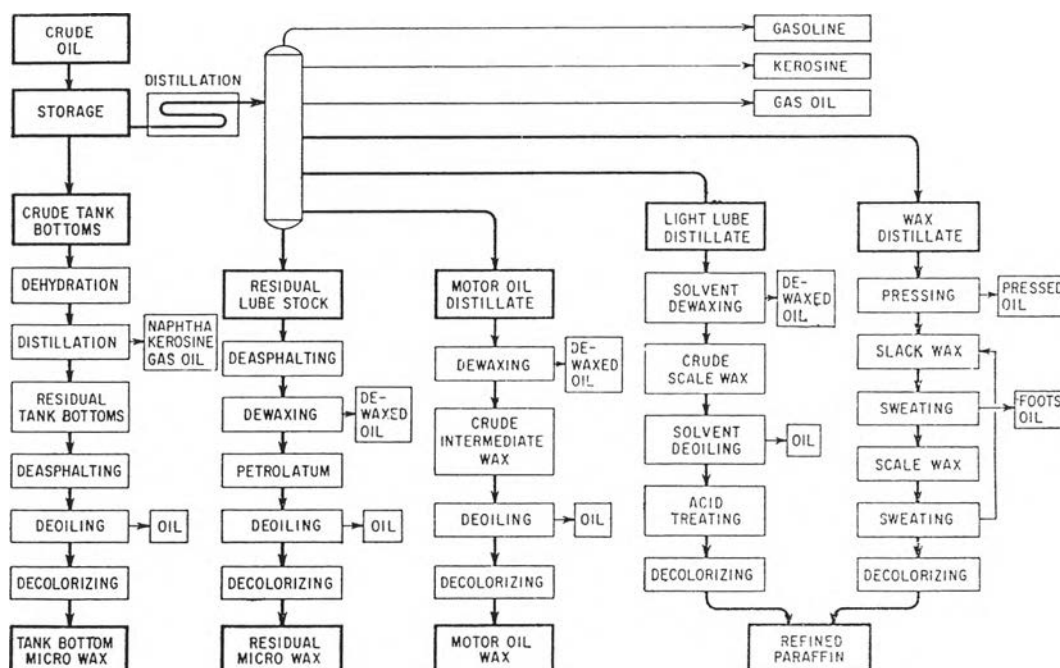 CRUDE
OIL
STORAGE
DISTILLATION
GASOLINE
KEROSINE
GAS OIL
CRUDE TANK
BOTTOMS
DEHYDRATION
DISTILLATION
NAPHTHA
KEROSINE
GAS OIL
RESIDUAL
TANK BOTTOMS
DEASPHALTING
DEOILING
OIL
DECOLORIZING
TANK BOTTOM
MICRO WAX
RESIDUAL
LUBE STOCK
DEASPHALTING
DEWAXING
DE-
WAXED
OIL
PETROLATUM
DEOILING
OIL
DECOLORIZING
RESIDUAL
MICRO WAX
MOTOR OIL
DISTILLATE
DEWAXING
DE-
WAXED
OIL
CRUDE
INTERMEDIATE
WAX
DEOILING
OIL
DECOLORIZING
MOTOR OIL
WAX
LIGHT LUBE
DISTILLATE
SOLVENT
DEWAXING
DE-
WAXED
OIL
CRUDE
SCALE WAX
SOLVENT
DEOILING
OIL
ACID
TREATING
DECOLORIZING
WAX
DISTILLATE
PRESSING
PRESSED
OIL
SLACK WAX
SWEATING
FOOTS
OIL
SCALE WAX
SWEATING
DECOLORIZING
REFINED
PARAFFIN